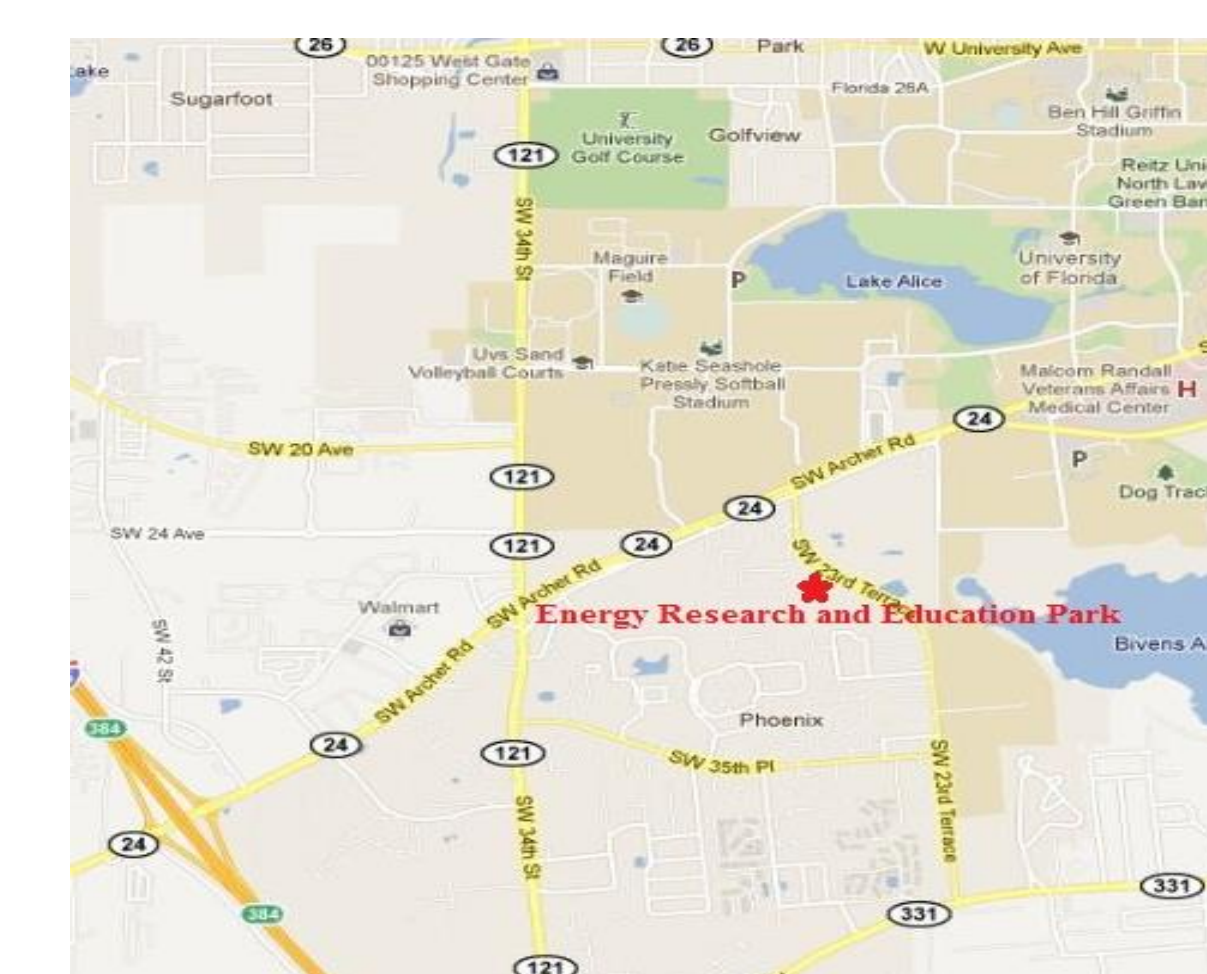 26
26
Park
W University Ave
00125 West Gate
Shopping Center
ake
Sugarfoot
Florida 26A
Ben Hill Griffin
Stadium
University
Golf Course
Golfview
121
Reitz Uni
North Law
Green Bar
SW 34th St
Maguire
Field
P
Lake Alice
University
of Florida
Uvs Sand
Volleyball Courts
Katie Seashole
Pressly Softball
Stadium
S
Malcom Randall
Veterans Affairs
Medical Center
H
24
SW 20 Ave
SW Archer Rd
P
121
Dog Trac
24
SW 24 Ave
121
24
SW 23rd Terrace
SW Archer Rd
Walmart
Energy Research and Education Park
SW 42 St
Bivens A
SW Archer Rd
384
Phoenix
24
121
SW 35th Pl
SW 23rd Terrace
SW 34th St
24
331
384
331
121